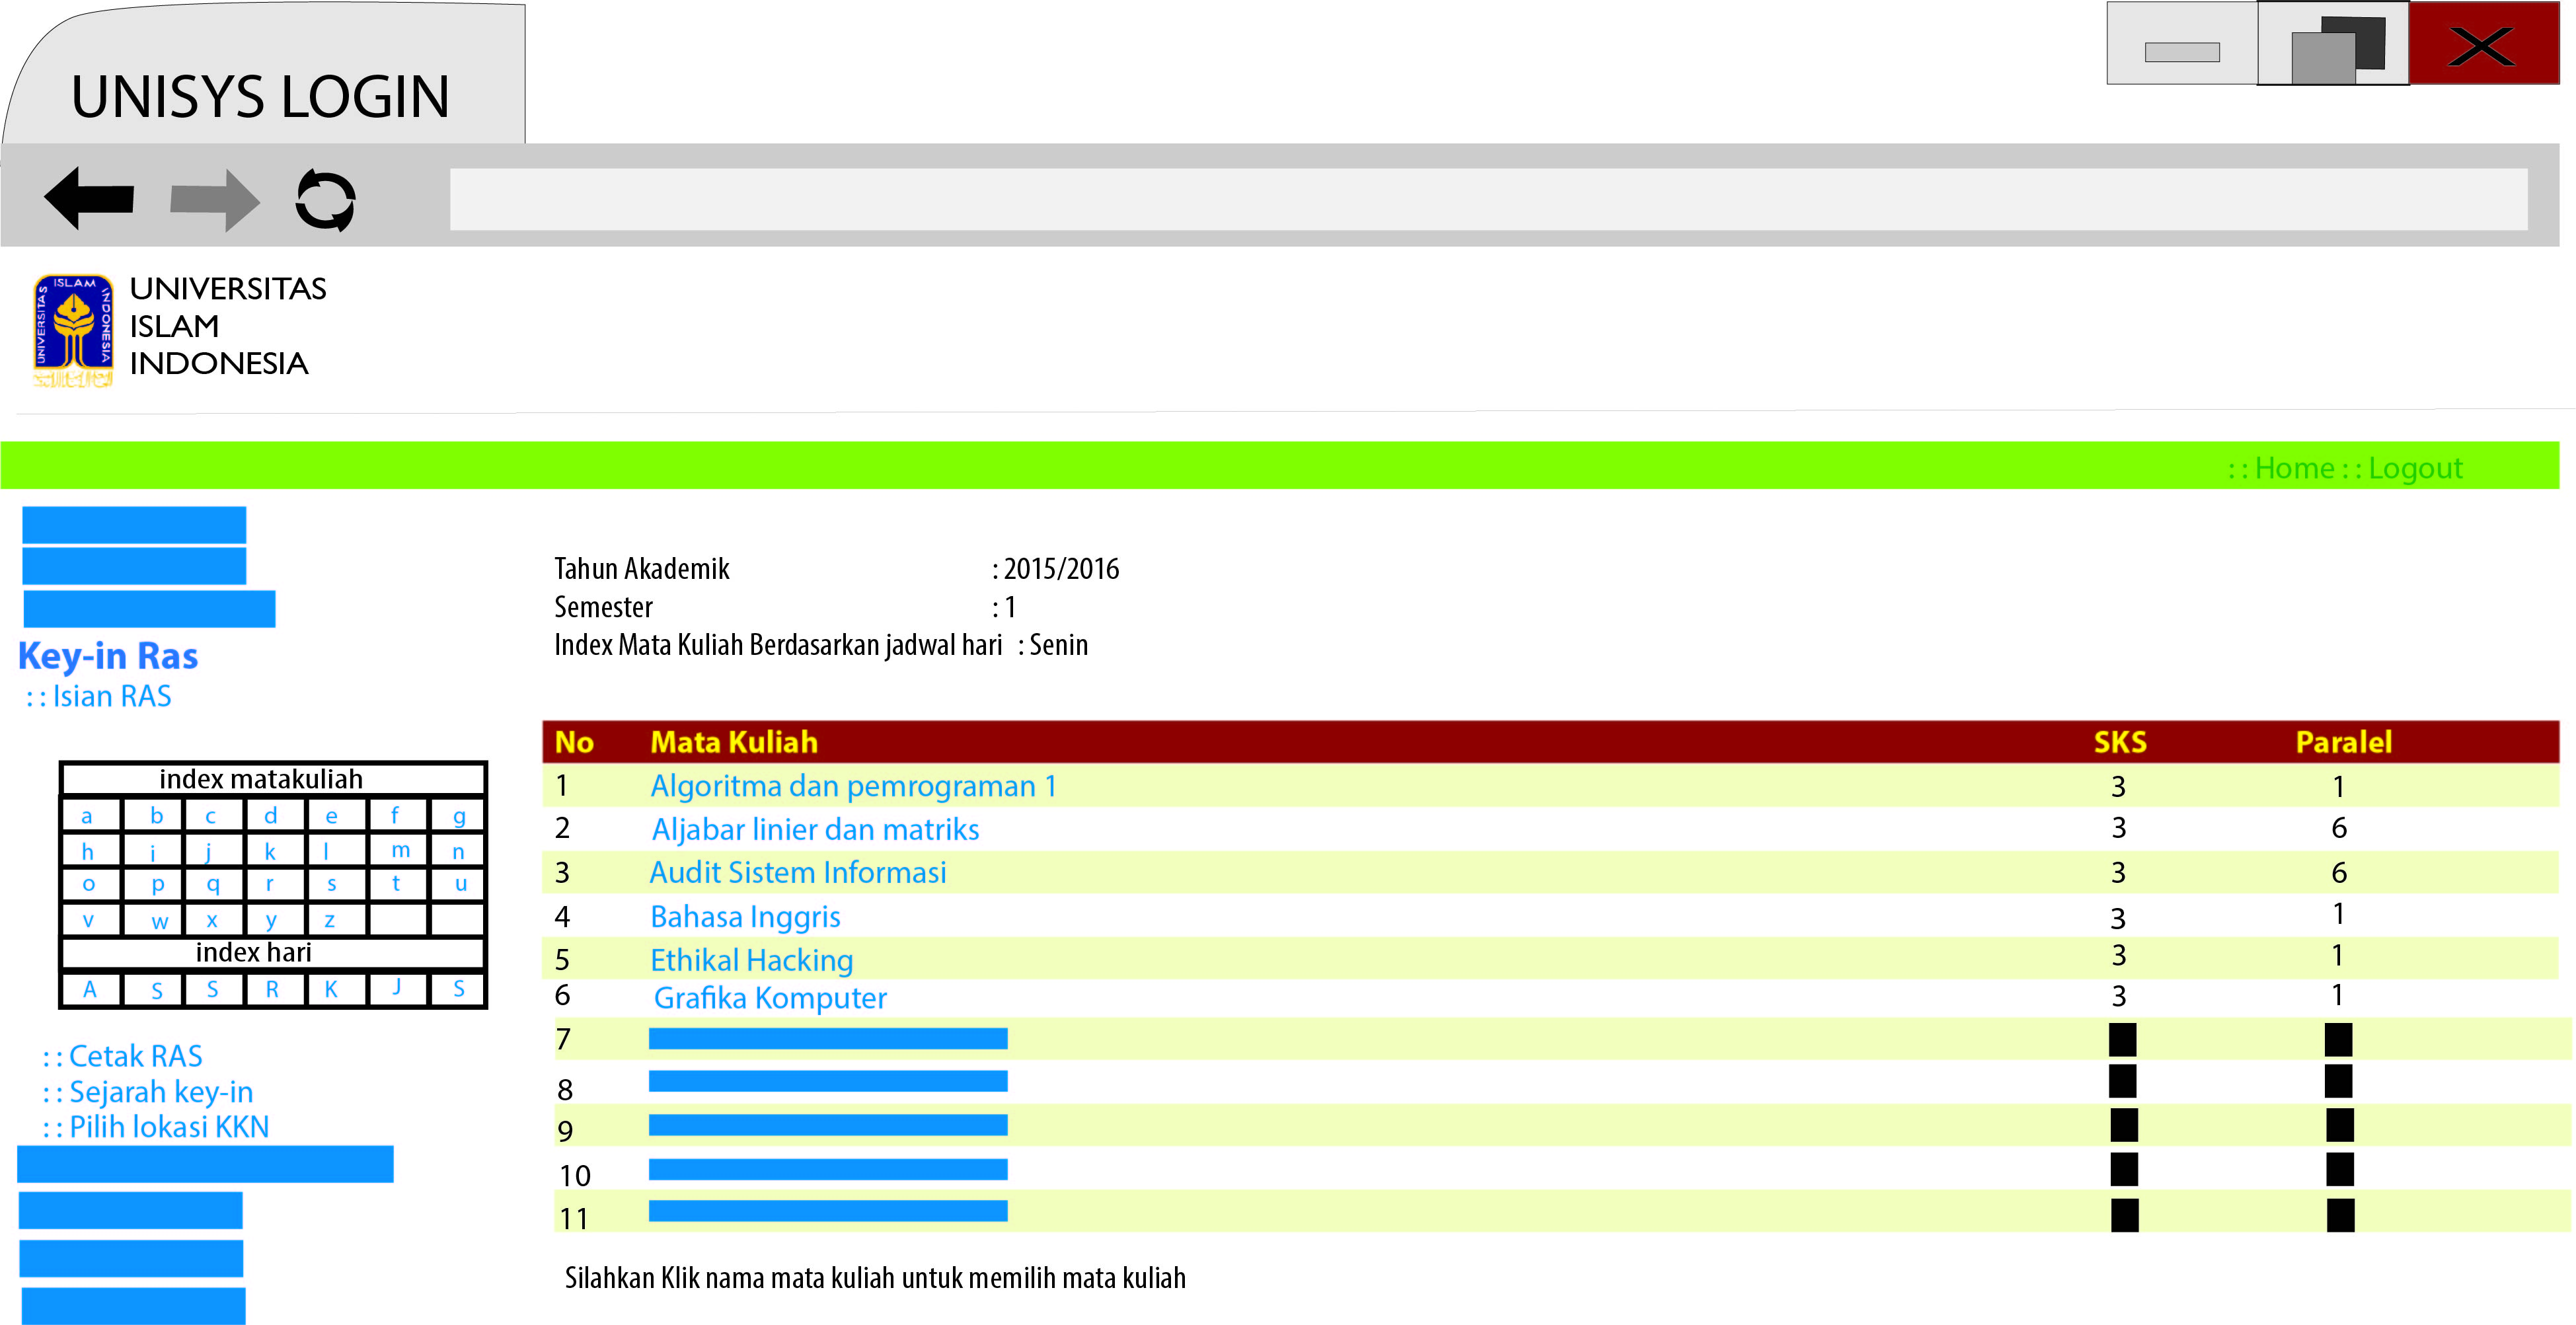 UNISYS LOGIN
UNIVERSITAS ISLAM INDONESIA
UNIVERSITAS
ISLAM
INDONESIA
: : Home : : Logout
Key-in Ras
: : Isian RAS
index matakuliah
a b c d e f g
h i j k l m n
o p q r s t u
v w x y z
index hari
A S S R K J S
: : Cetak RAS
: : Sejarah key-in
: : Pilih lokasi KKN
Tahun Akademik : 2015/2016
Semester : 1
Index Mata Kuliah Berdasarkan jadwal hari : Senin
No Mata Kuliah SKS Paralel
1 Algoritma dan pemrograman 1 3 1
2 Aljabar linier dan matriks 3 6
3 Audit Sistem Informasi 3 6
4 Bahasa Inggris 3 1
5 Ethikal Hacking 3 1
6 Grafika Komputer 3 1
7
8
9
10
11
Silahkan Klik nama mata kuliah untuk memilih mata kuliah